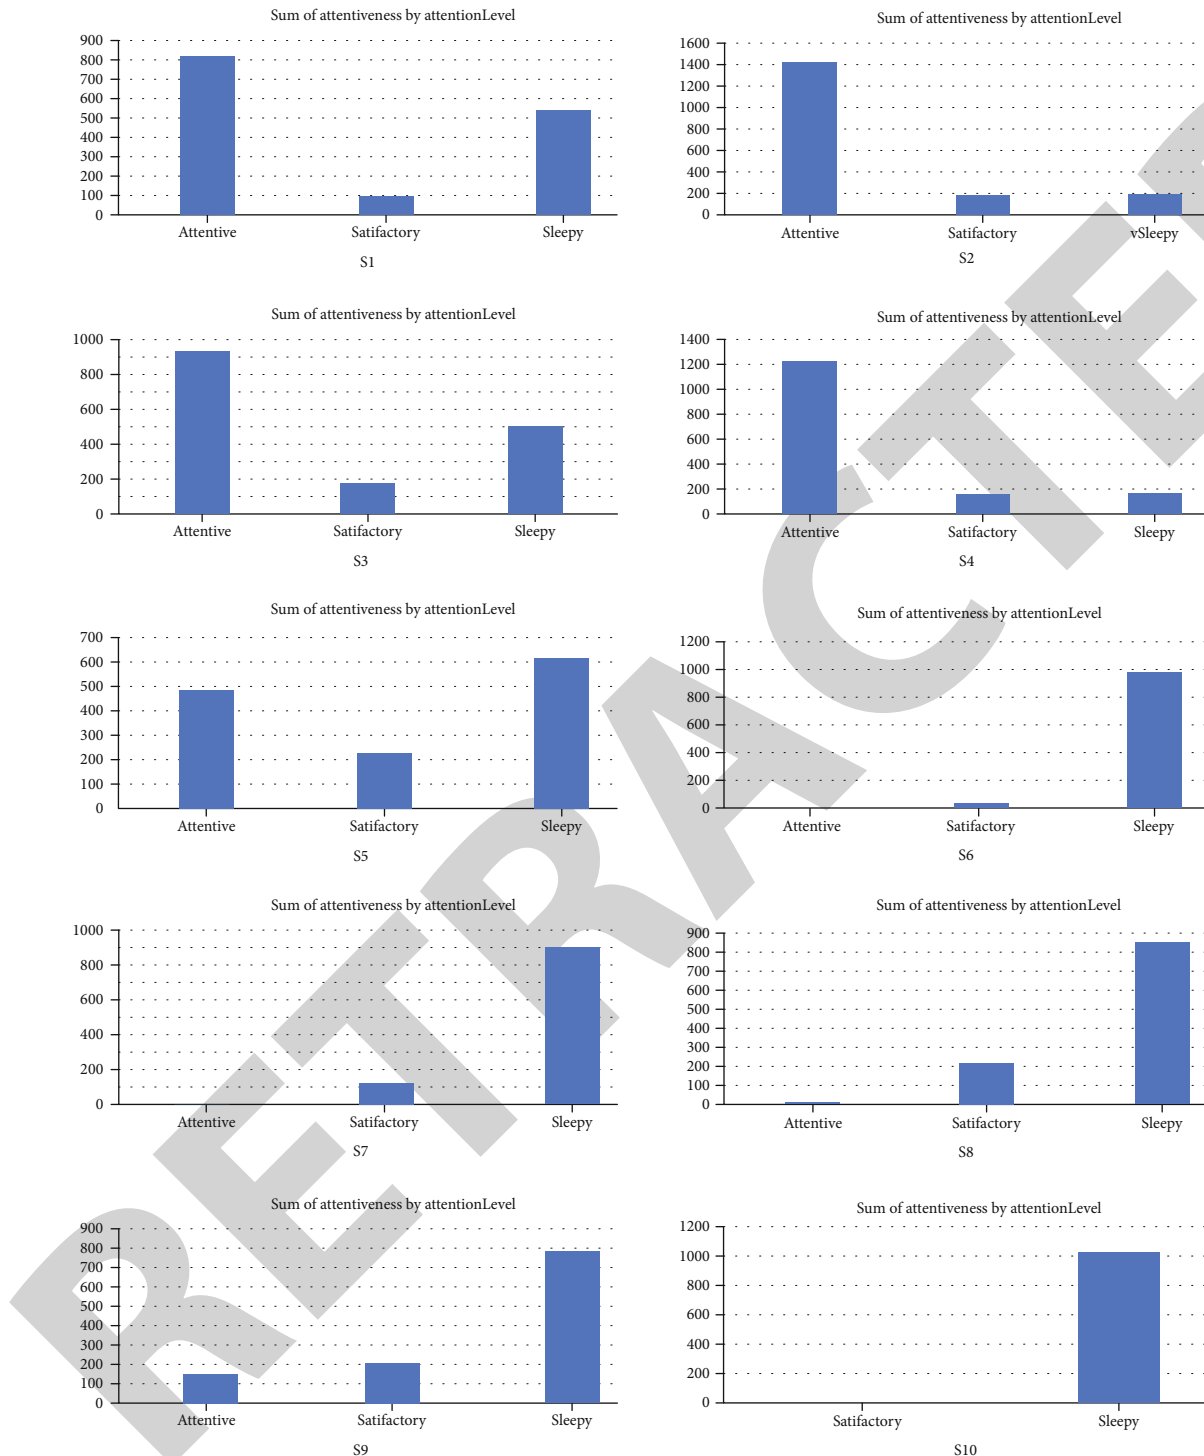 Sum of attentiveness by attentionLevel
900
800
700
600
500
400
300
200
100
0
Attentive Satifactory Sleepy
S1
Sum of attentiveness by attentionLevel
1600
1400
1200
1000
800
600
400
200
0
Attentive Satifactory vSleepy
S2
Sum of attentiveness by attentionLevel
1000
800
600
400
200
0
Attentive Satifactory Sleepy
S3
Sum of attentiveness by attentionLevel
1400
1200
1000
800
600
400
200
0
Attentive Satifactory Sleepy
S4
Sum of attentiveness by attentionLevel
700
600
500
400
300
200
100
0
Attentive Satifactory Sleepy
S5
Sum of attentiveness by attentionLevel
1200
1000
800
600
400
200
0
Attentive Satifactory Sleepy
S6
Sum of attentiveness by attentionLevel
1000
800
600
400
200
0
Attentive Satifactory Sleepy
S7
Sum of attentiveness by attentionLevel
900
800
700
600
500
400
300
200
100
0
Attentive Satifactory Sleepy
S8
Sum of attentiveness by attentionLevel
900
800
700
600
500
400
300
200
100
0
Attentive Satifactory Sleepy
S9
Sum of attentiveness by attentionLevel
1200
1000
800
600
400
200
0
Satifactory Sleepy
S10
RETRACTE